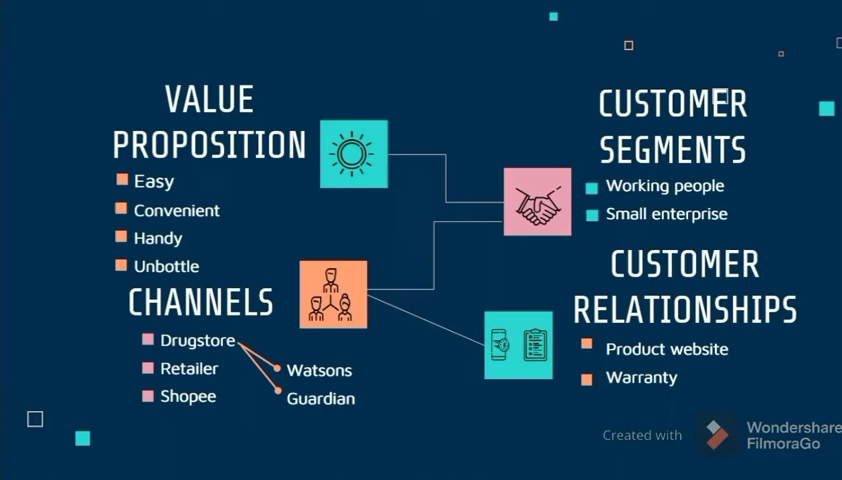 VALUE
PROPOSITION
Easy
Convenient
Handy
Unbottle
CHANNELS
Drugstore
Retailer
Shopee
Watsons
Guardian
CUSTOMER
SEGMENTS
Working people
Small enterprise
CUSTOMER
RELATIONSHIPS
Product website
Warranty
Created with
Wondershare
FilmoraGo